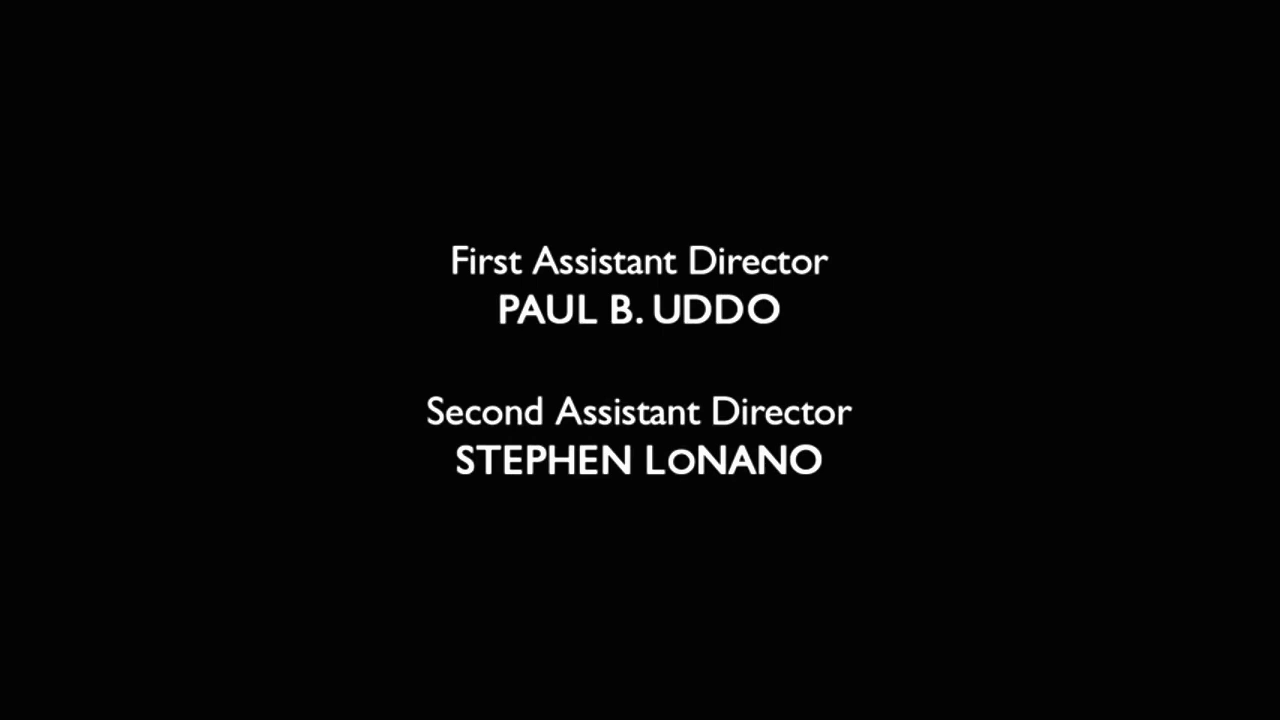 First Assistant Director
PAUL B. UDDO
Second Assistant Director
STEPHEN LoNANO